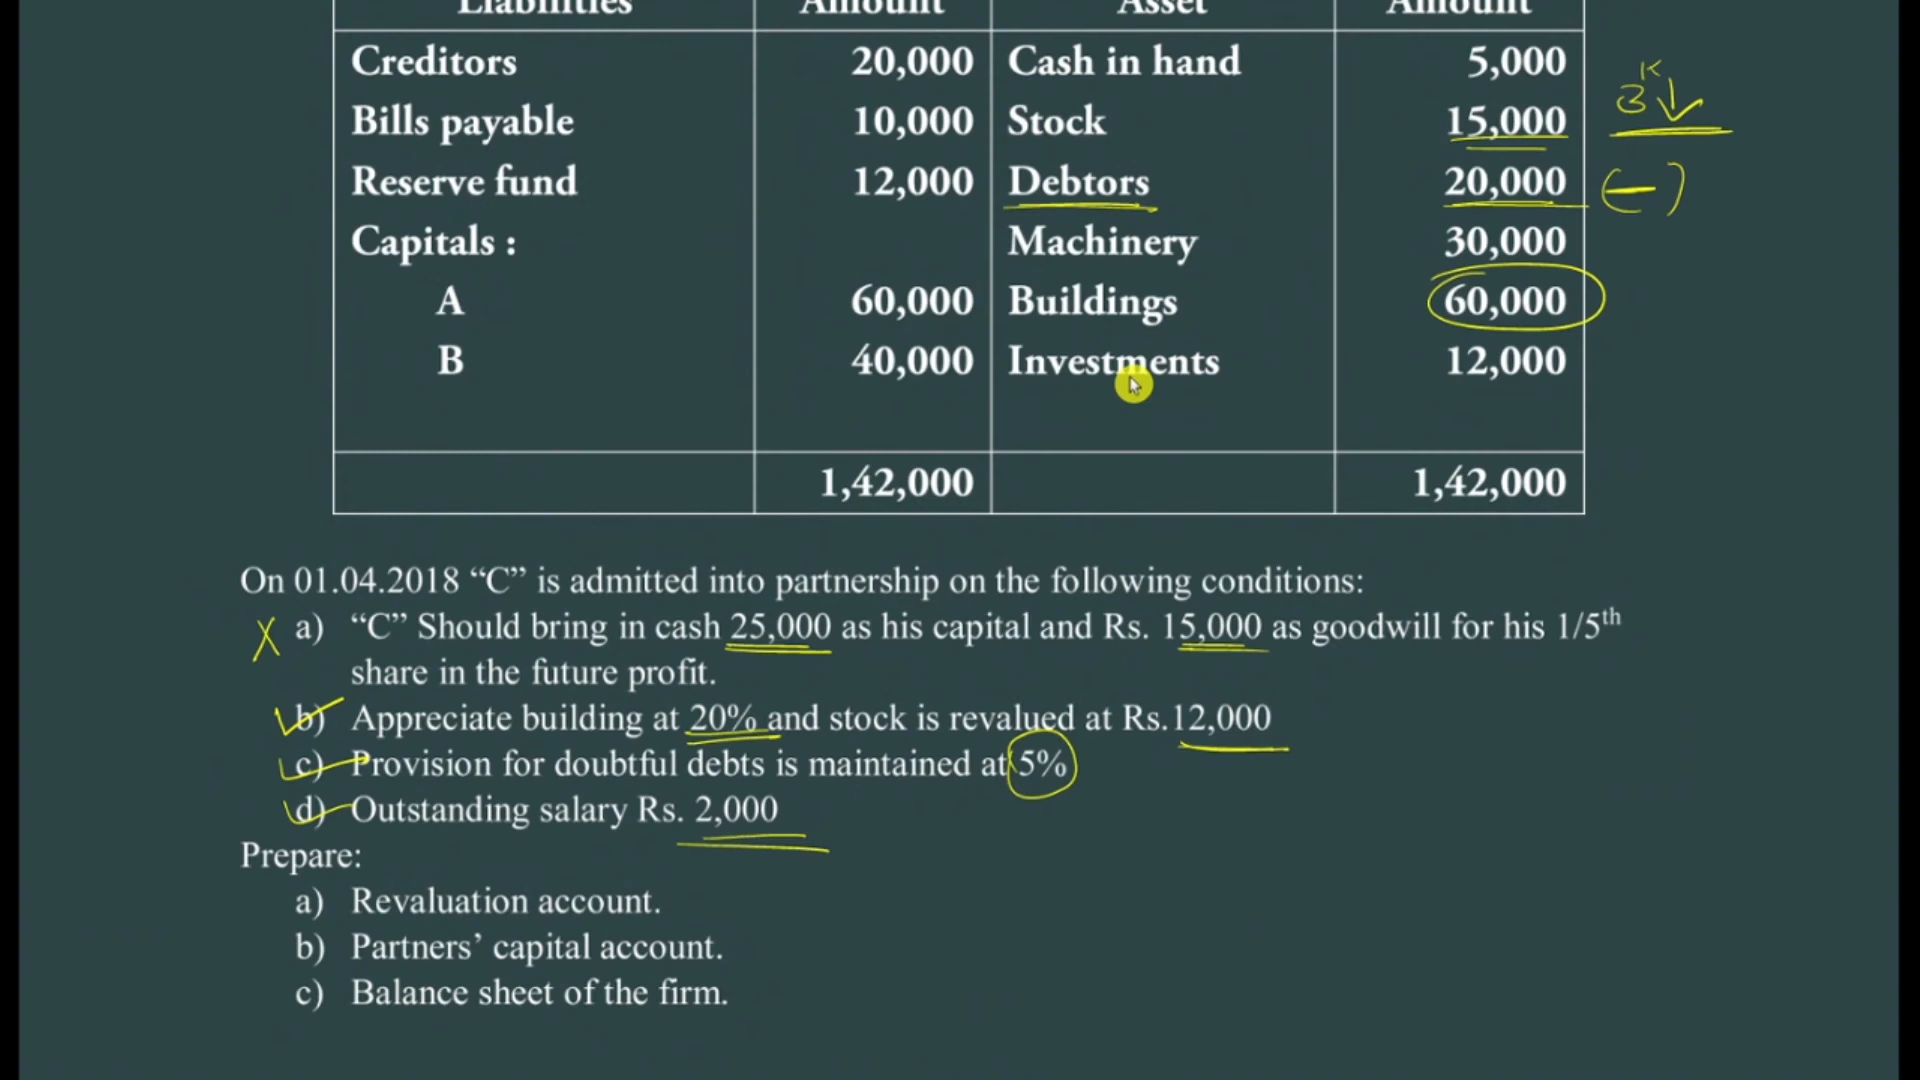 Liabilities Amount Asset Amount
Creditors 20,000 Cash in hand 5,000
3K↓
Bills payable 10,000 Stock 15,000
Reserve fund 12,000 Debtors 20,000 (–)
Capitals : Machinery 30,000
A 60,000 Buildings 60,000
B 40,000 Investments 12,000
1,42,000 1,42,000
On 01.04.2018 “C” is admitted into partnership on the following conditions:
a) “C” Should bring in cash 25,000 as his capital and Rs. 15,000 as goodwill for his 1/5th
share in the future profit.
b) Appreciate building at 20% and stock is revalued at Rs.12,000
c) Provision for doubtful debts is maintained at 5%
d) Outstanding salary Rs. 2,000
Prepare:
a) Revaluation account.
b) Partners’ capital account.
c) Balance sheet of the firm.